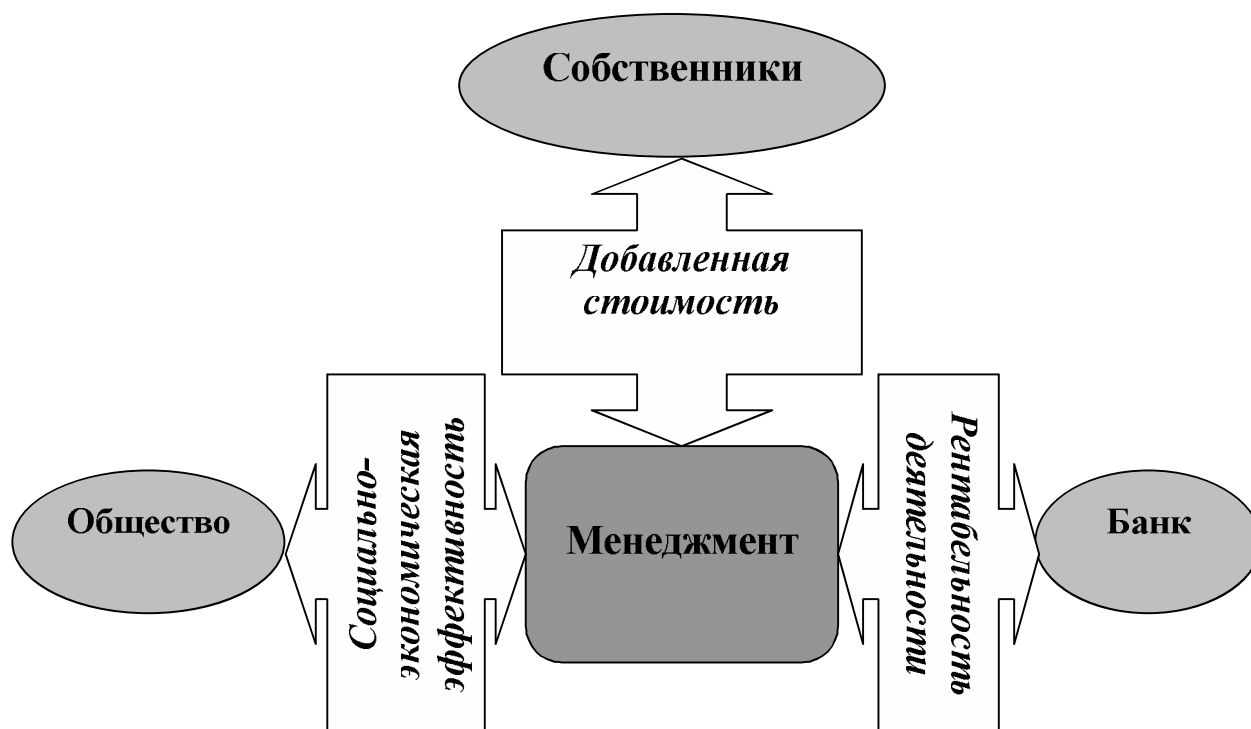 Собственники
Добавленная
стоимость
Социально-
экономическая
эффективность
Рентабельность
деятельности
Общество
Менеджмент
Банк